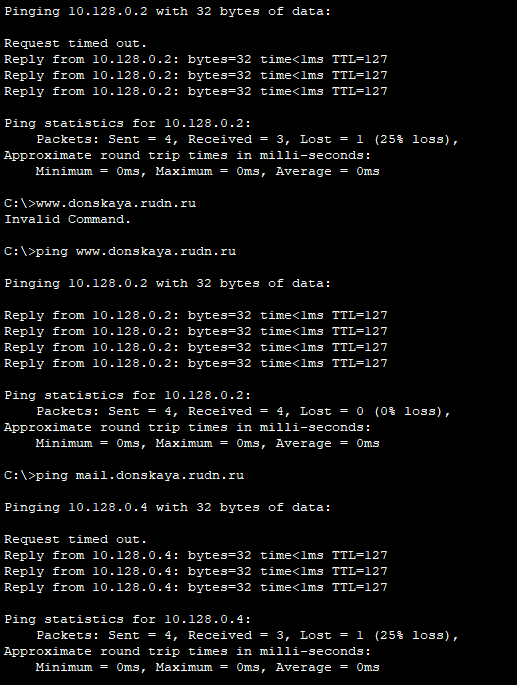 Pinging 10.128.0.2 with 32 bytes of data:

Request timed out.
Reply from 10.128.0.2: bytes=32 time<1ms TTL=127
Reply from 10.128.0.2: bytes=32 time<1ms TTL=127
Reply from 10.128.0.2: bytes=32 time<1ms TTL=127

Ping statistics for 10.128.0.2:
    Packets: Sent = 4, Received = 3, Lost = 1 (25% loss),
Approximate round trip times in milli-seconds:
    Minimum = 0ms, Maximum = 0ms, Average = 0ms

C:\>www.donskaya.rudn.ru
Invalid Command.

C:\>ping www.donskaya.rudn.ru

Pinging 10.128.0.2 with 32 bytes of data:

Reply from 10.128.0.2: bytes=32 time<1ms TTL=127
Reply from 10.128.0.2: bytes=32 time<1ms TTL=127
Reply from 10.128.0.2: bytes=32 time<1ms TTL=127
Reply from 10.128.0.2: bytes=32 time<1ms TTL=127

Ping statistics for 10.128.0.2:
    Packets: Sent = 4, Received = 4, Lost = 0 (0% loss),
Approximate round trip times in milli-seconds:
    Minimum = 0ms, Maximum = 0ms, Average = 0ms

C:\>ping mail.donskaya.rudn.ru

Pinging 10.128.0.4 with 32 bytes of data:

Request timed out.
Reply from 10.128.0.4: bytes=32 time<1ms TTL=127
Reply from 10.128.0.4: bytes=32 time<1ms TTL=127
Reply from 10.128.0.4: bytes=32 time<1ms TTL=127

Ping statistics for 10.128.0.4:
    Packets: Sent = 4, Received = 3, Lost = 1 (25% loss),
Approximate round trip times in milli-seconds:
    Minimum = 0ms, Maximum = 0ms, Average = 0ms